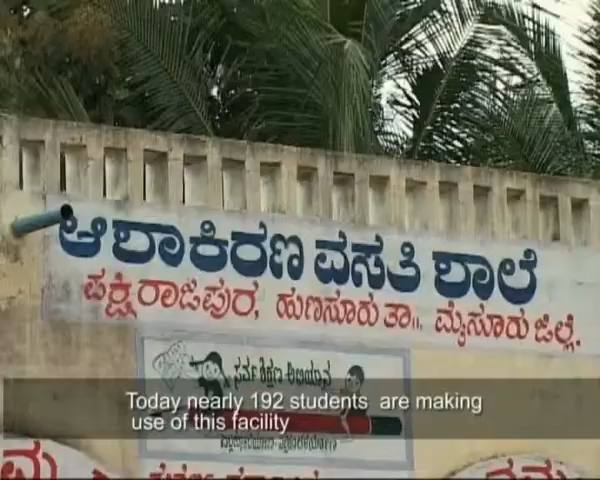 ಆಶಾಕಿರಣ ವಸತಿ ಶಾಲೆ
ಪಕ್ಷಿರಾಜಪುರ, ಹುಣಸೂರು ತಾ.. ಮೈಸೂರು ಜಿಲ್ಲೆ.
ಸರ್ವ ಶಿಕ್ಷಣ ಅಭಿಯಾನ
Today nearly 192 students are making
use of this facility